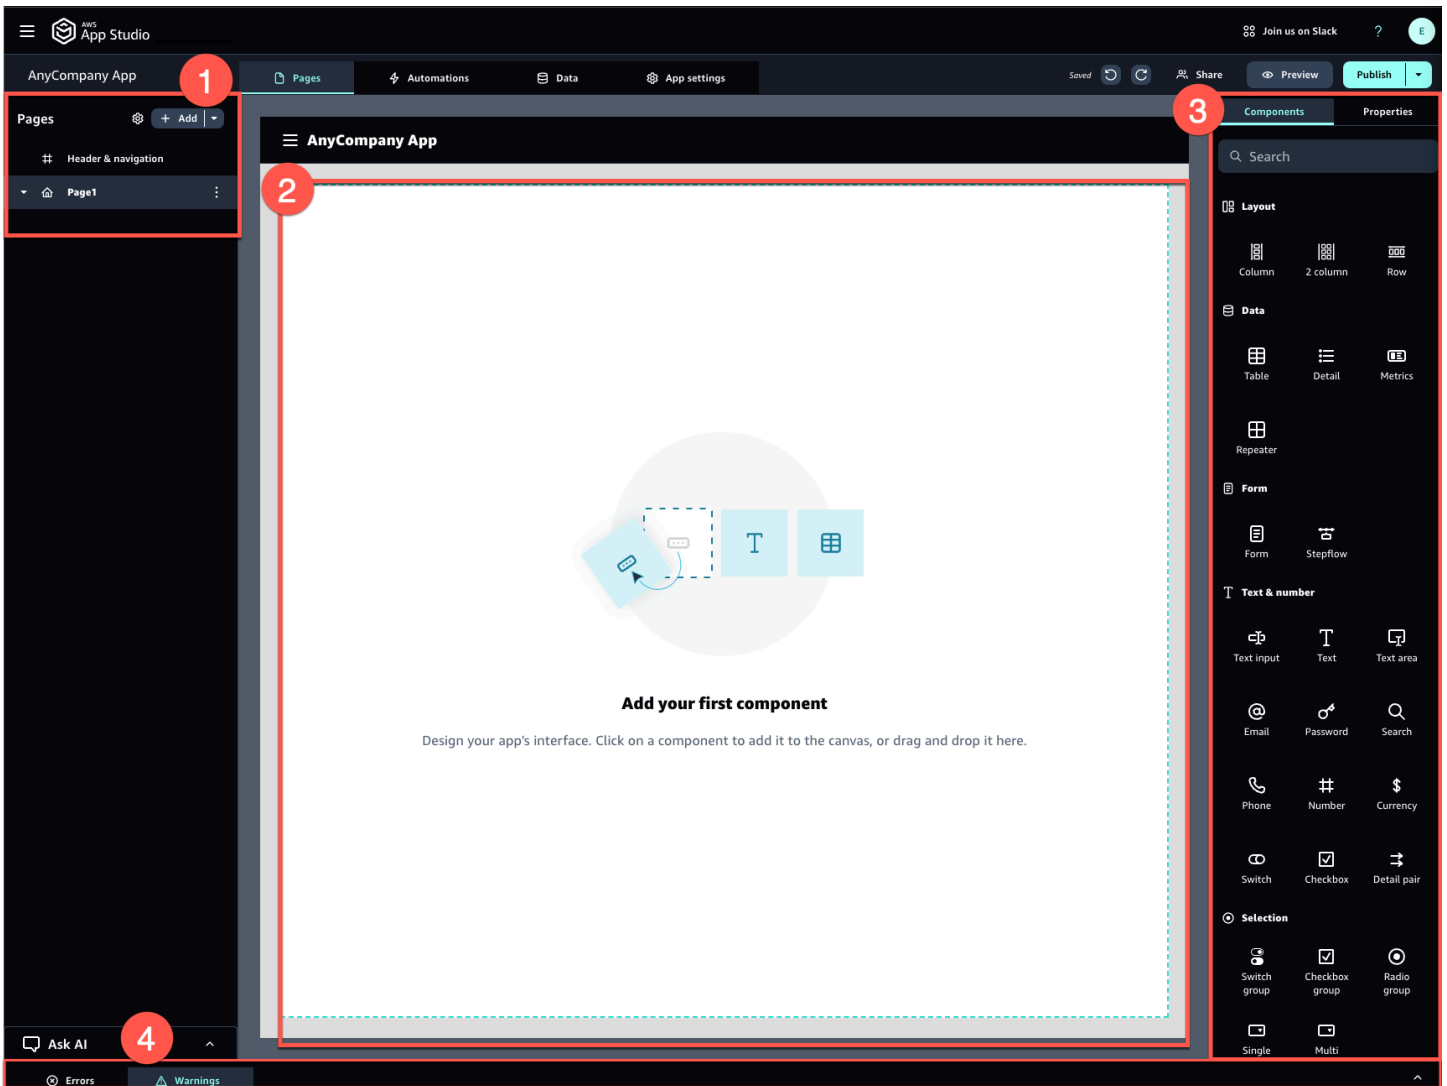 AWS
App Studio
Join us on Slack
?
E
AnyCompany App
1
Pages
Automations
Data
App settings
Saved
Share
Preview
Publish
Pages
+ Add
Header & navigation
Page1
2
AnyCompany App
Add your first component
Design your app's interface. Click on a component to add it to the canvas, or drag and drop it here.
3
Components
Properties
Search
Layout
Column
2 column
Row
Data
Table
Detail
Metrics
Repeater
Form
Form
Stepflow
Text & number
Text input
Text
Text area
Email
Password
Search
Phone
Number
Currency
Switch
Checkbox
Detail pair
Selection
Switch
group
Checkbox
group
Radio
group
Single
Multi
Ask AI
4
Errors
Warnings